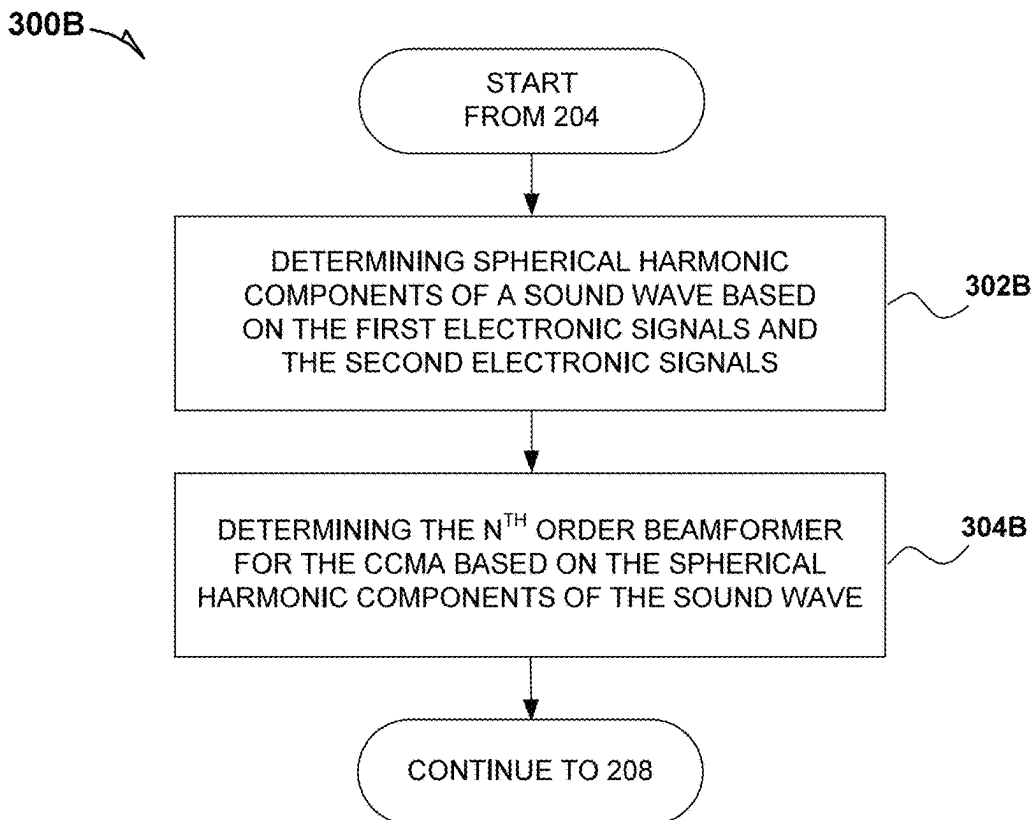 300B
START
FROM 204
DETERMINING SPHERICAL HARMONIC
COMPONENTS OF A SOUND WAVE BASED
ON THE FIRST ELECTRONIC SIGNALS AND
THE SECOND ELECTRONIC SIGNALS
302B
DETERMINING THE NTH ORDER BEAMFORMER
FOR THE CCMA BASED ON THE SPHERICAL
HARMONIC COMPONENTS OF THE SOUND WAVE
304B
CONTINUE TO 208